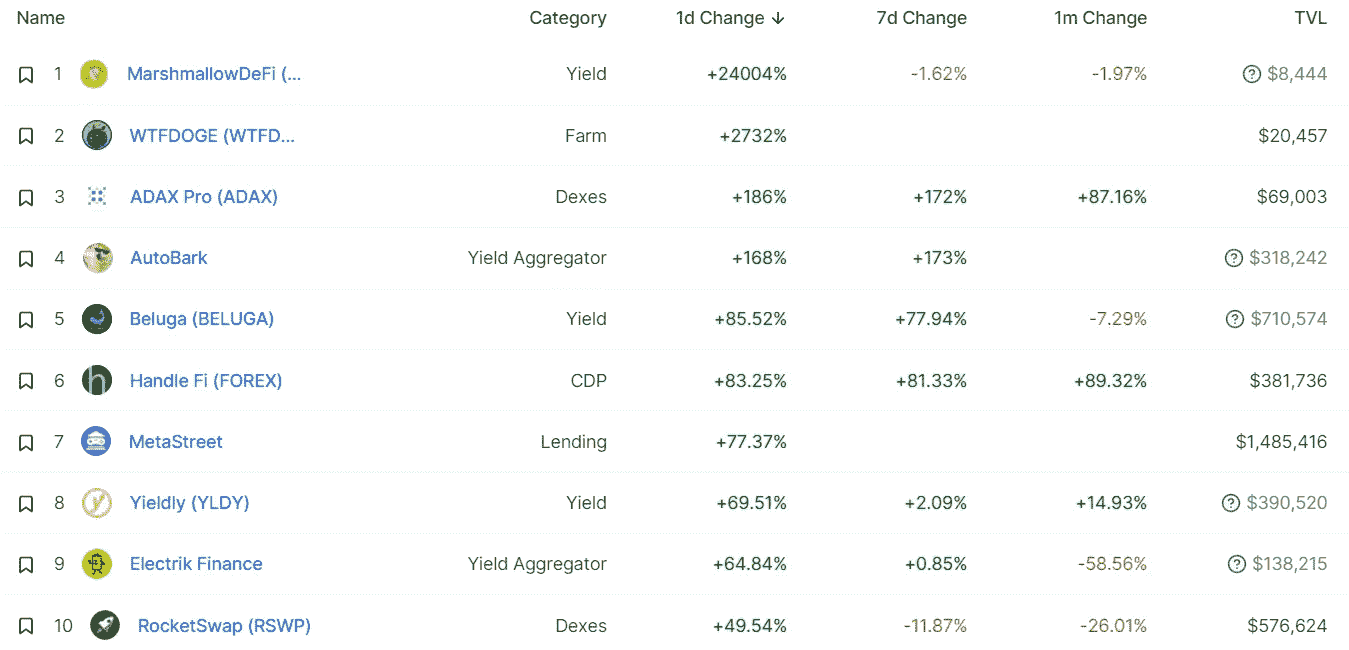 Name Category 1d Change ↓ 7d Change 1m Change TVL
1 MarshmallowDeFi (... Yield +24004% -1.62% -1.97% ? $8,444
2 WTFDOGE (WTFD... Farm +2732% $20,457
3 ADAX Pro (ADAX) Dexes +186% +172% +87.16% $69,003
4 AutoBark Yield Aggregator +168% +173% ? $318,242
5 Beluga (BELUGA) Yield +85.52% +77.94% -7.29% ? $710,574
6 h Handle Fi (FOREX) CDP +83.25% +81.33% +89.32% $381,736
7 MetaStreet Lending +77.37% $1,485,416
8 y Yieldly (YLDY) Yield +69.51% +2.09% +14.93% ? $390,520
9 Electrik Finance Yield Aggregator +64.84% +0.85% -58.56% ? $138,215
10 RocketSwap (RSWP) Dexes +49.54% -11.87% -26.01% $576,624